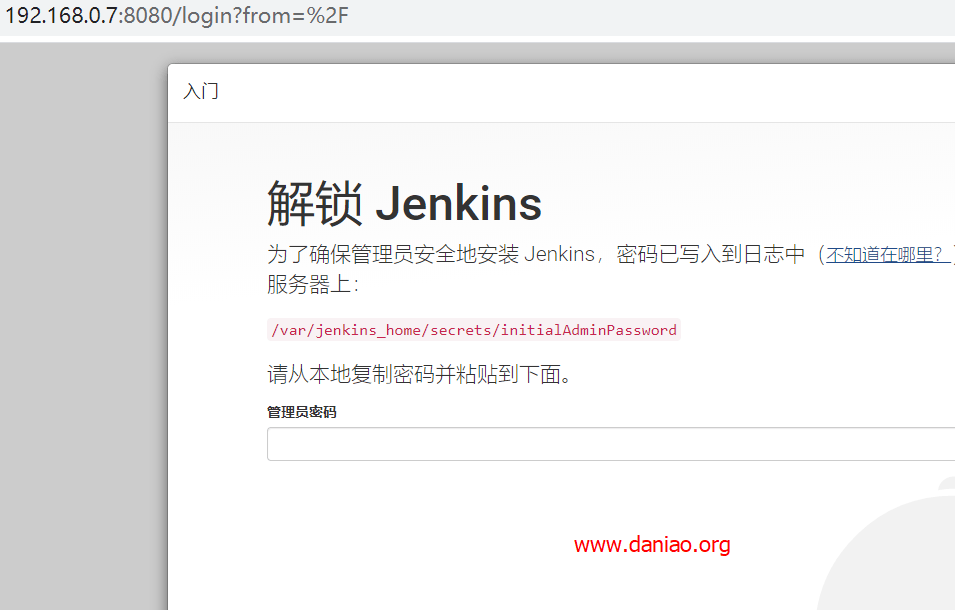 192.168.0.7:8080/login?from=%2F
入门
解锁 Jenkins
为了确保管理员安全地安装 Jenkins，密码已写入到日志中（不知道在哪里？）
服务器上：
/var/jenkins_home/secrets/initialAdminPassword
请从本地复制密码并粘贴到下面。
管理员密码
www.daniao.org